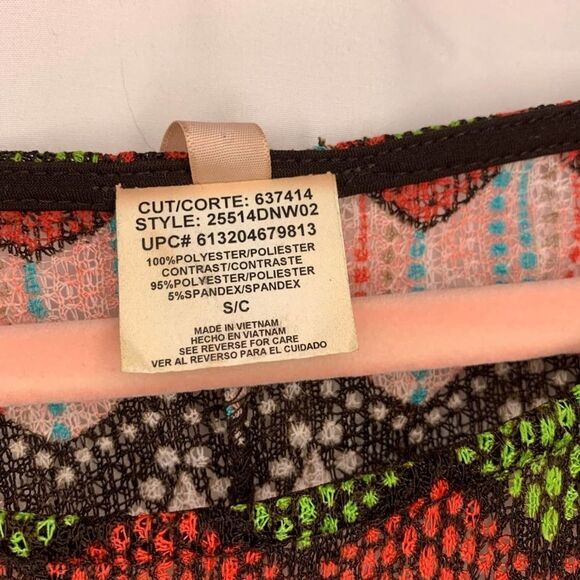 CUT/CORTE: 637414
STYLE: 25514DNW02
UPC# 613204679813
100%POLYESTER/POLIESTER
CONTRAST/CONTRASTE
95%POLYESTER/POLIESTER
5%SPANDEX/SPANDEX
S/C
MADE IN VIETNAM
HECHO EN VIATNAM
SEE REVERSE FOR CARE
VER AL REVERSO PARA EL CUIDADO